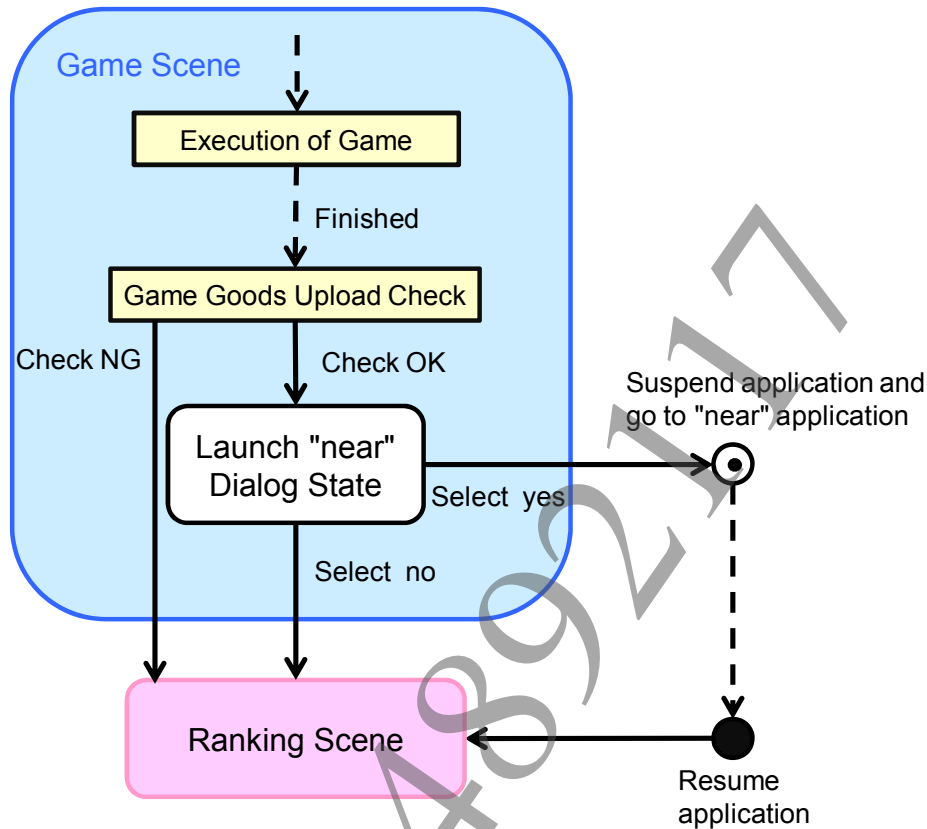 Game Scene
Execution of Game
Finished
Game Goods Upload Check
Check NG
Check OK
Suspend application and
go to "near" application
Launch "near"
Dialog State
Select yes
Select no
Ranking Scene
Resume
application
4892117